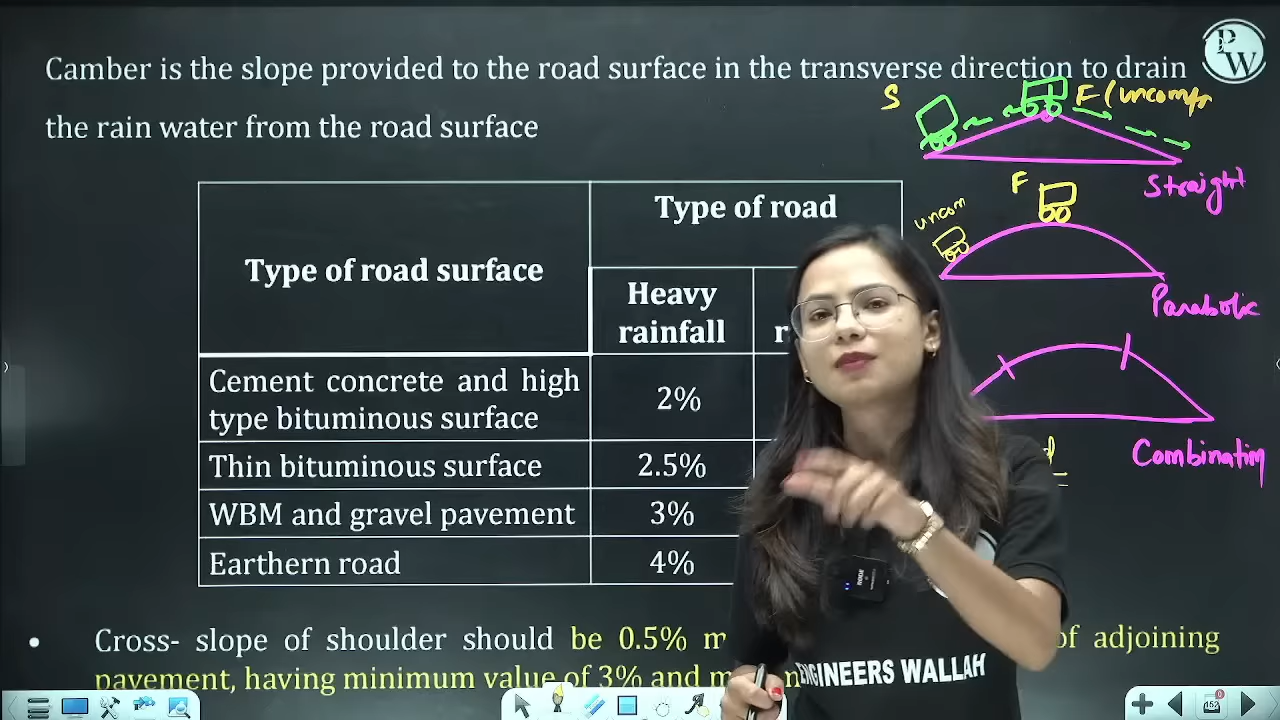 Camber is the slope provided to the road surface in the transverse direction to drain
the rain water from the road surface
PW
S
F (uncomfr
Straight
F
uncom
Parabolic
Combination
Type of road surface
Type of road
Heavy
rainfall
r
Cement concrete and high
type bituminous surface
2%
Thin bituminous surface
2.5%
WBM and gravel pavement
3%
Earthern road
4%
• Cross- slope of shoulder should be 0.5% m of adjoining
pavement, having minimum value of 3% and m
ENGINEERS WALLAH
152